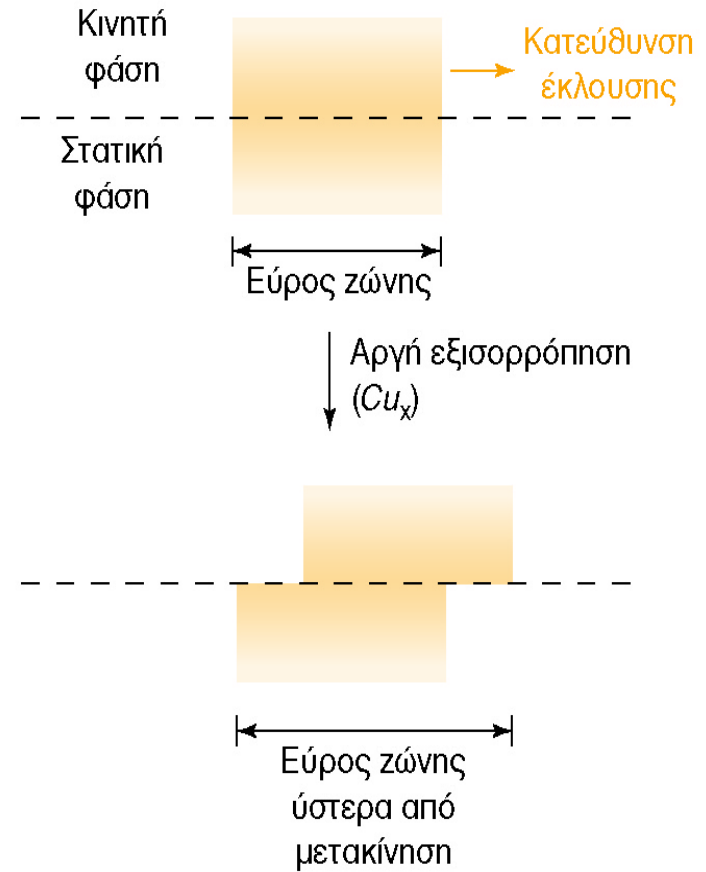 Κινητή
φάση
Κατεύθυνση
έκλουσης
Στατική
φάση
Εύρος ζώνης
Αργή εξισορρόπηση
(Cux)
Εύρος ζώνης
ύστερα από
μετακίνηση